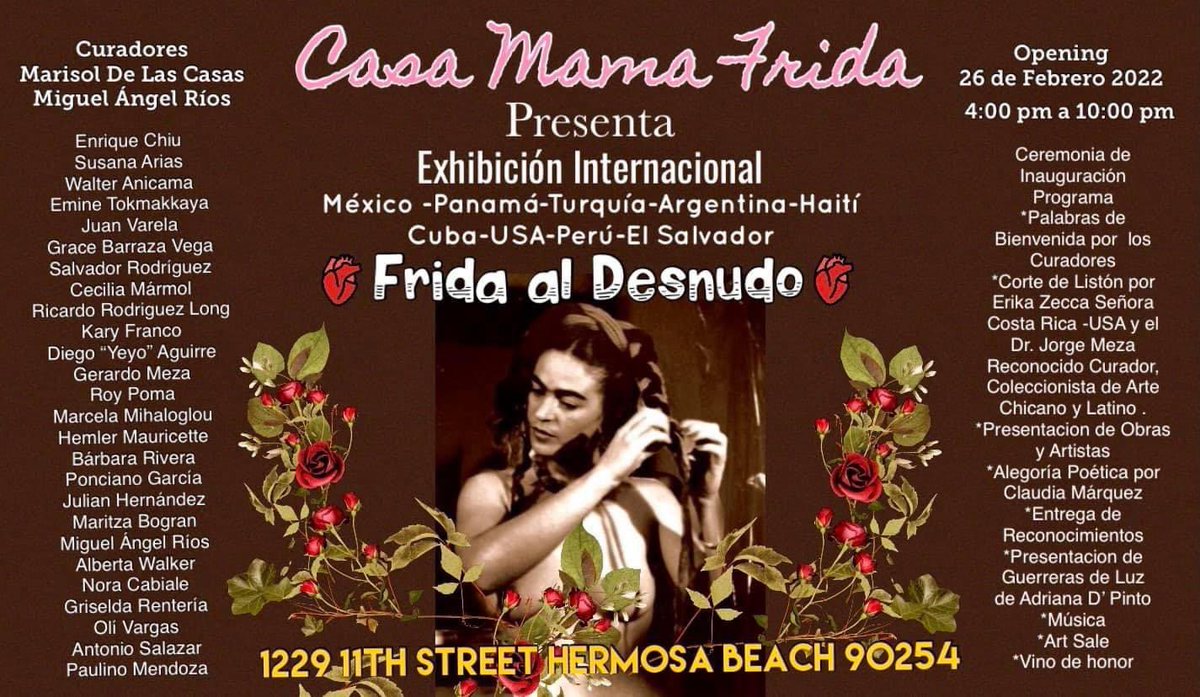 Curadores
Marisol De Las Casas
Miguel Ángel Ríos
Enrique Chiu
Susana Arias
Walter Anicama
Emine Tokmakkaya
Juan Varela
Grace Barraza Vega
Salvador Rodríguez
Cecilia Mármol
Ricardo Rodriguez Long
Kary Franco
Diego “Yeyo” Aguirre
Gerardo Meza
Roy Poma
Marcela Mihaloglou
Hemler Mauricette
Bárbara Rivera
Ponciano García
Julian Hernández
Maritza Bogran
Miguel Ángel Ríos
Alberta Walker
Nora Cabiale
Griselda Rentería
Olí Vargas
Antonio Salazar
Paulino Mendoza
Casa Mama Frida
Presenta
Exhibición Internacional
México -Panamá-Turquía-Argentina-Haití
Cuba-USA-Perú-El Salvador
Frida al Desnudo
1229 11TH STREET HERMOSA BEACH 90254
Opening
26 de Febrero 2022
4:00 pm a 10:00 pm
Ceremonia de
Inauguración
Programa
*Palabras de
Bienvenida por los
Curadores
*Corte de Listón por
Erika Zecca Señora
Costa Rica -USA y el
Dr. Jorge Meza
Reconocido Curador,
Coleccionista de Arte
Chicano y Latino .
*Presentacion de Obras
y Artistas
*Alegoría Poética por
Claudia Márquez
*Entrega de
Reconocimientos
*Presentacion de
Guerreras de Luz
de Adriana D’ Pinto
*Música
*Art Sale
*Vino de honor